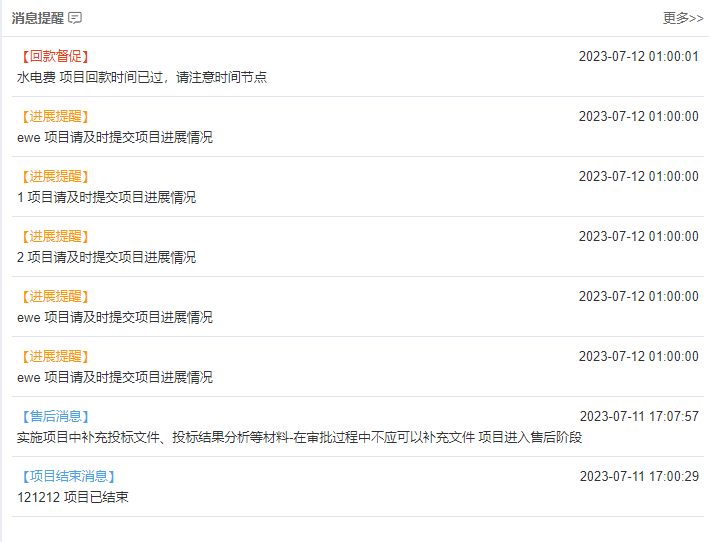 消息提醒 更多>>
【回款督促】 2023-07-12 01:00:01
水电费 项目回款时间已过，请注意时间节点
【进展提醒】 2023-07-12 01:00:00
ewe 项目请及时提交项目进展情况
【进展提醒】 2023-07-12 01:00:00
1 项目请及时提交项目进展情况
【进展提醒】 2023-07-12 01:00:00
2 项目请及时提交项目进展情况
【进展提醒】 2023-07-12 01:00:00
ewe 项目请及时提交项目进展情况
【进展提醒】 2023-07-12 01:00:00
ewe 项目请及时提交项目进展情况
【售后消息】 2023-07-11 17:07:57
实施项目中补充投标文件、投标结果分析等材料-在审批过程中不应可以补充文件 项目进入售后阶段
【项目结束消息】 2023-07-11 17:00:29
121212 项目已结束